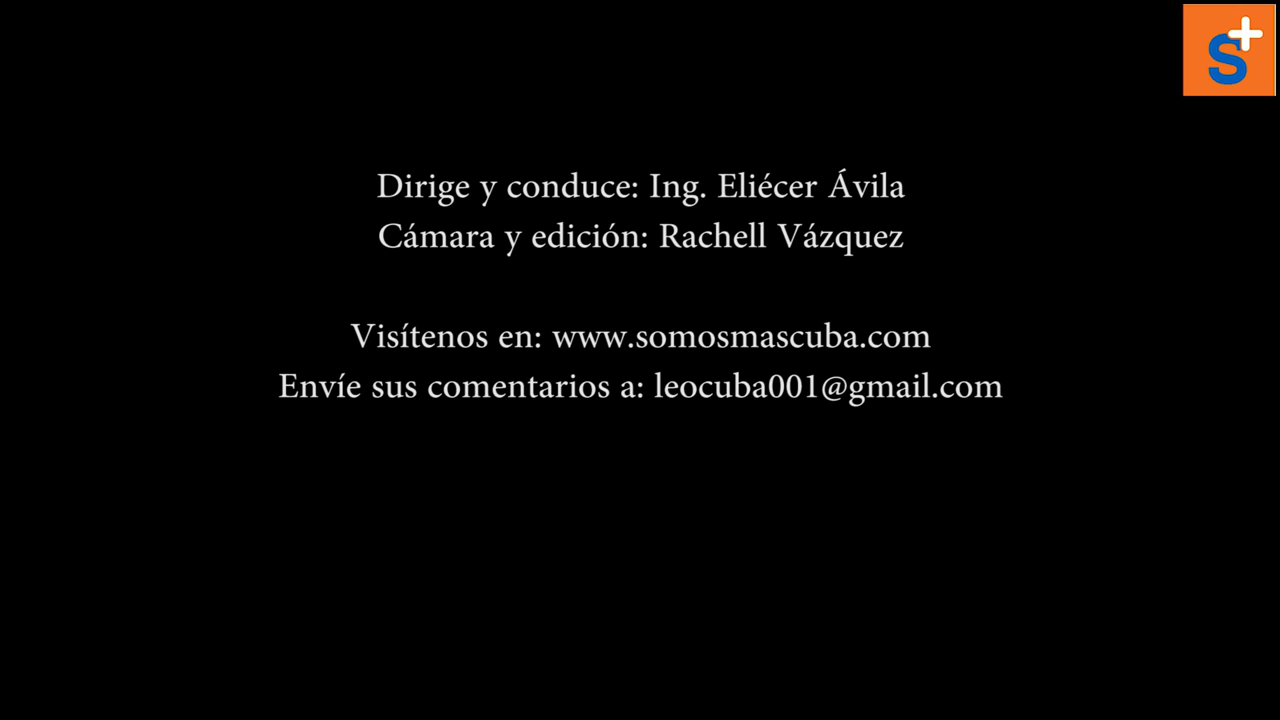 S+
Dirige y conduce: Ing. Eliécer Ávila
Cámara y edición: Rachell Vázquez
Visítenos en: www.somosmascuba.com
Envíe sus comentarios a: leocuba001@gmail.com